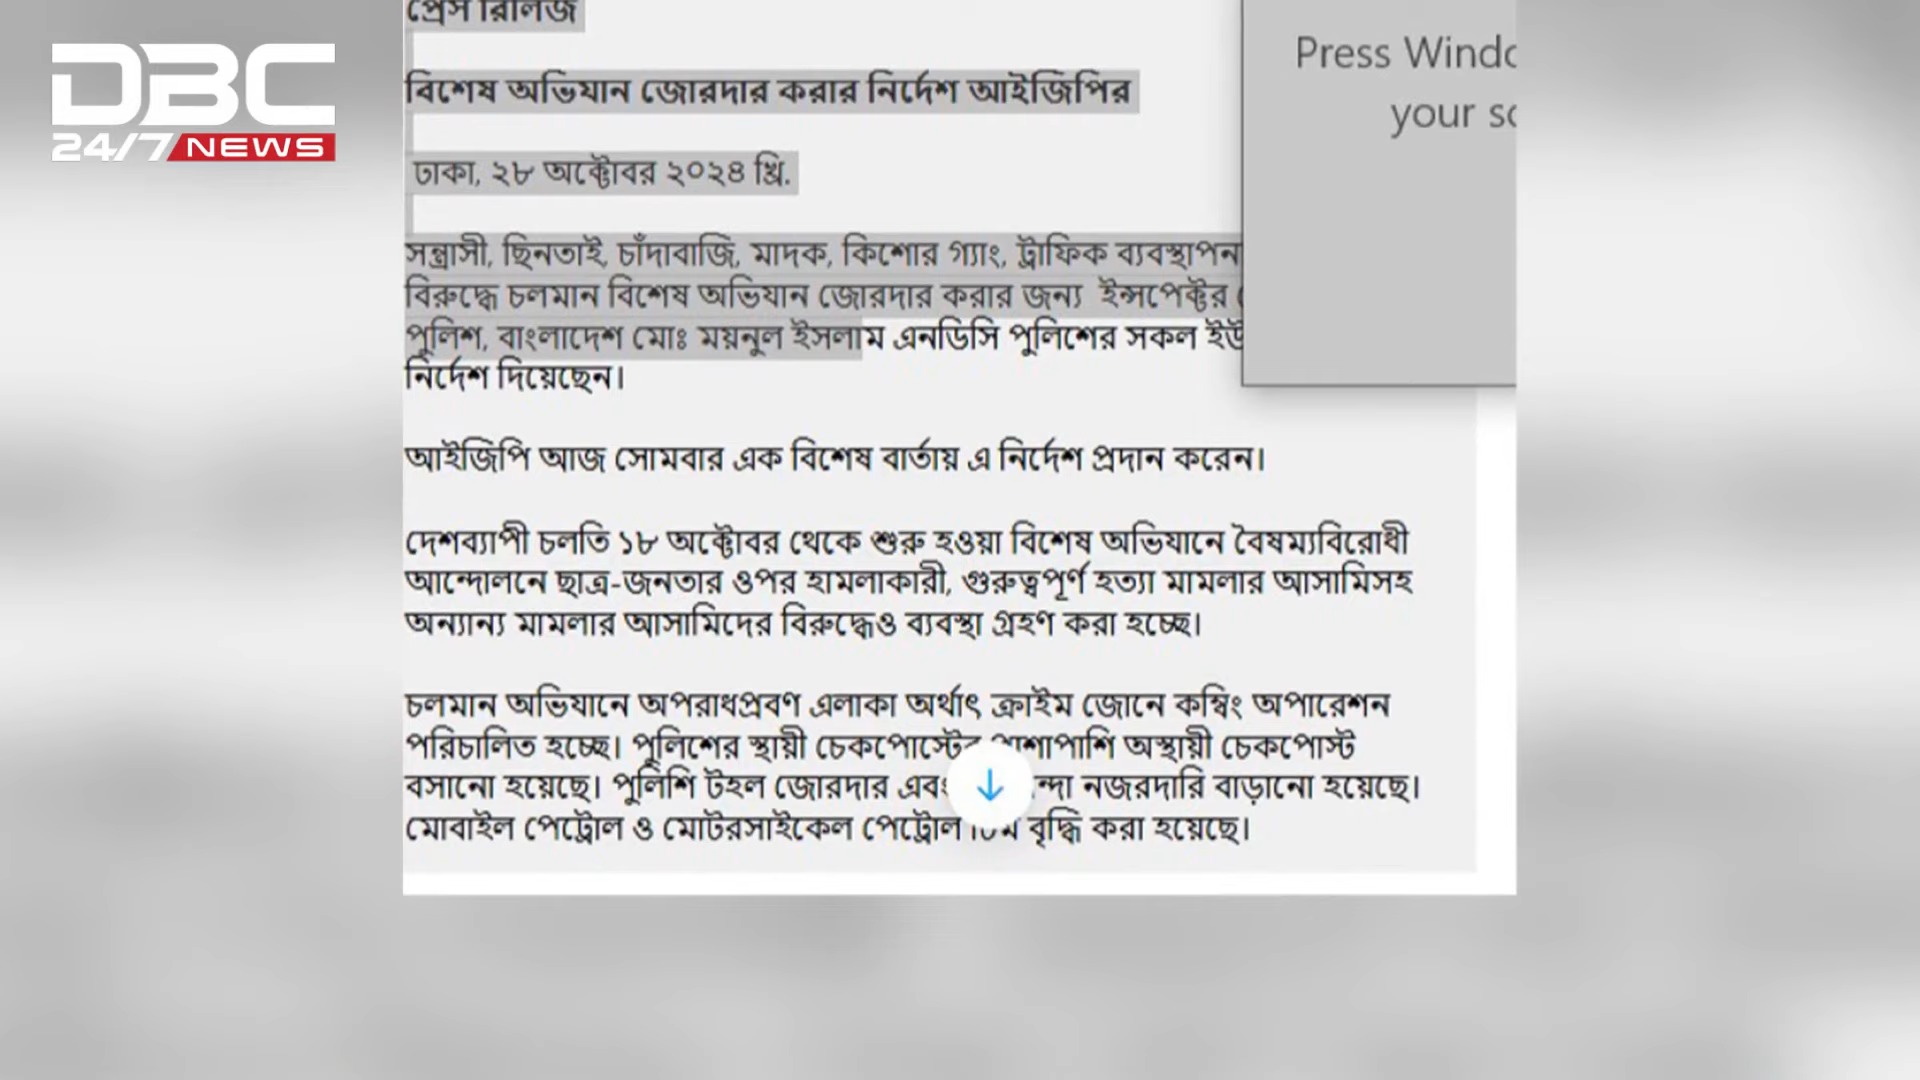 DBC
24/7 NEWS
প্রেস রিলিজ
Press Windo
your sc
বিশেষ অভিযান জোরদার করার নির্দেশ আইজিপির
ঢাকা, ২৮ অক্টোবর ২০২৪ খ্রি.
সন্ত্রাসী, ছিনতাই, চাঁদাবাজি, মাদক, কিশোর গ্যাং, ট্রাফিক ব্যবস্থাপন
বিরুদ্ধে চলমান বিশেষ অভিযান জোরদার করার জন্য ইন্সপেক্টর
পুলিশ, বাংলাদেশ মোঃ ময়নুল ইসলাম এনডিসি পুলিশের সকল ইউ
নির্দেশ দিয়েছেন।
আইজিপি আজ সোমবার এক বিশেষ বার্তায় এ নির্দেশ প্রদান করেন।
দেশব্যাপী চলতি ১৮ অক্টোবর থেকে শুরু হওয়া বিশেষ অভিযানে বৈষম্যবিরোধী
আন্দোলনে ছাত্র-জনতার ওপর হামলাকারী, গুরুত্বপূর্ণ হত্যা মামলার আসামিসহ
অন্যান্য মামলার আসামিদের বিরুদ্ধেও ব্যবস্থা গ্রহণ করা হচ্ছে।
চলমান অভিযানে অপরাধপ্রবণ এলাকা অর্থাৎ ক্রাইম জোনে কম্বিং অপারেশন
পরিচালিত হচ্ছে। পুলিশের স্থায়ী চেকপোস্টের পাশাপাশি অস্থায়ী চেকপোস্ট
বসানো হয়েছে। পুলিশি টহল জোরদার এবং ন্দা নজরদারি বাড়ানো হয়েছে।
মোবাইল পেট্রোল ও মোটরসাইকেল পেট্রোল টিম বৃদ্ধি করা হয়েছে।